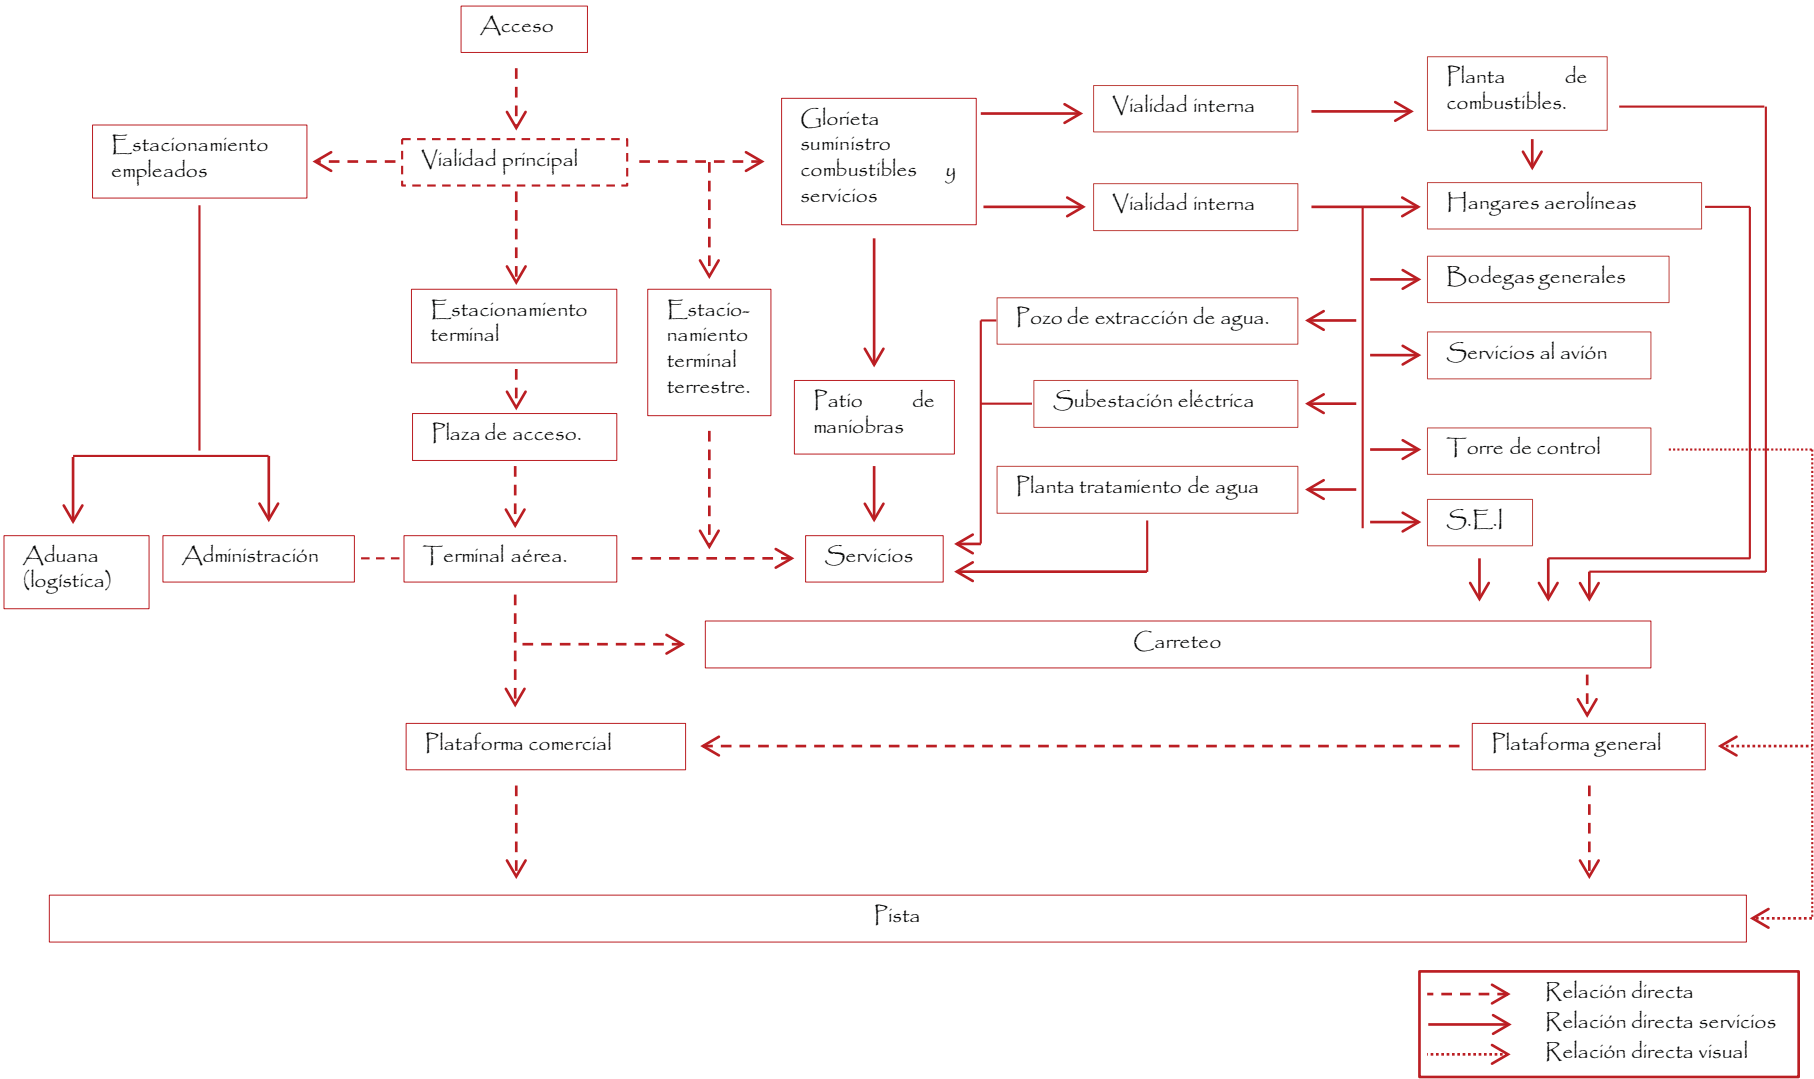 Acceso
Planta de
combustibles.
Vialidad interna
Glorieta
suministro
combustibles y
servicios
Estacionamiento
empleados
Vialidad principal
Vialidad interna
Hangares aerolíneas
Bodegas generales
Estacionamiento
terminal
Estacio-
namiento
terminal
terrestre.
Pozo de extracción de agua.
Servicios al avión
Patio de
maniobras
Subestación eléctrica
Plaza de acceso.
Torre de control
Planta tratamiento de agua
S.E.I
Aduana
(logística)
Administración
Terminal aérea.
Servicios
Carreteo
Plataforma comercial
Plataforma general
Pista
Relación directa
Relación directa servicios
Relación directa visual